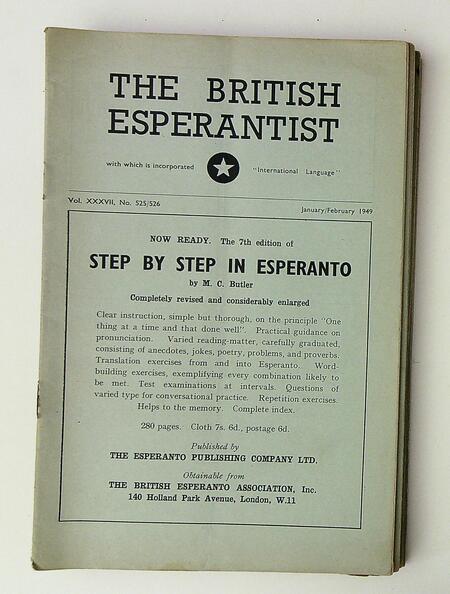 THE BRITISH
ESPERANTIST
with which is incorporated "International Language"
Vol. XXXVII, No. 525/526 January/February 1949
NOW READY. The 7th edition of
STEP BY STEP IN ESPERANTO
by M. C. Butler
Completely revised and considerably enlarged
Clear instruction, simple but thorough, on the principle "One
thing at a time and that done well". Practical guidance on
pronunciation. Varied reading-matter, carefully graduated,
consisting of anecdotes, jokes, poetry, problems, and proverbs.
Translation exercises from and into Esperanto. Word-
building exercises, exemplifying every combination likely to
be met. Test examinations at intervals. Questions of
varied type for conversational practice. Repetition exercises.
Helps to the memory. Complete index.
280 pages. Cloth 7s. 6d., postage 6d.
Published by
THE ESPERANTO PUBLISHING COMPANY LTD.
Obtainable from
THE BRITISH ESPERANTO ASSOCIATION, Inc.
140 Holland Park Avenue, London, W.11